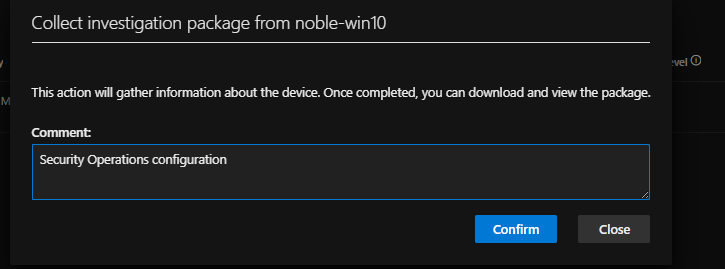 Collect investigation package from noble-win10
This action will gather information about the device. Once completed, you can download and view the package.
Comment:
Security Operations configuration
Confirm Close